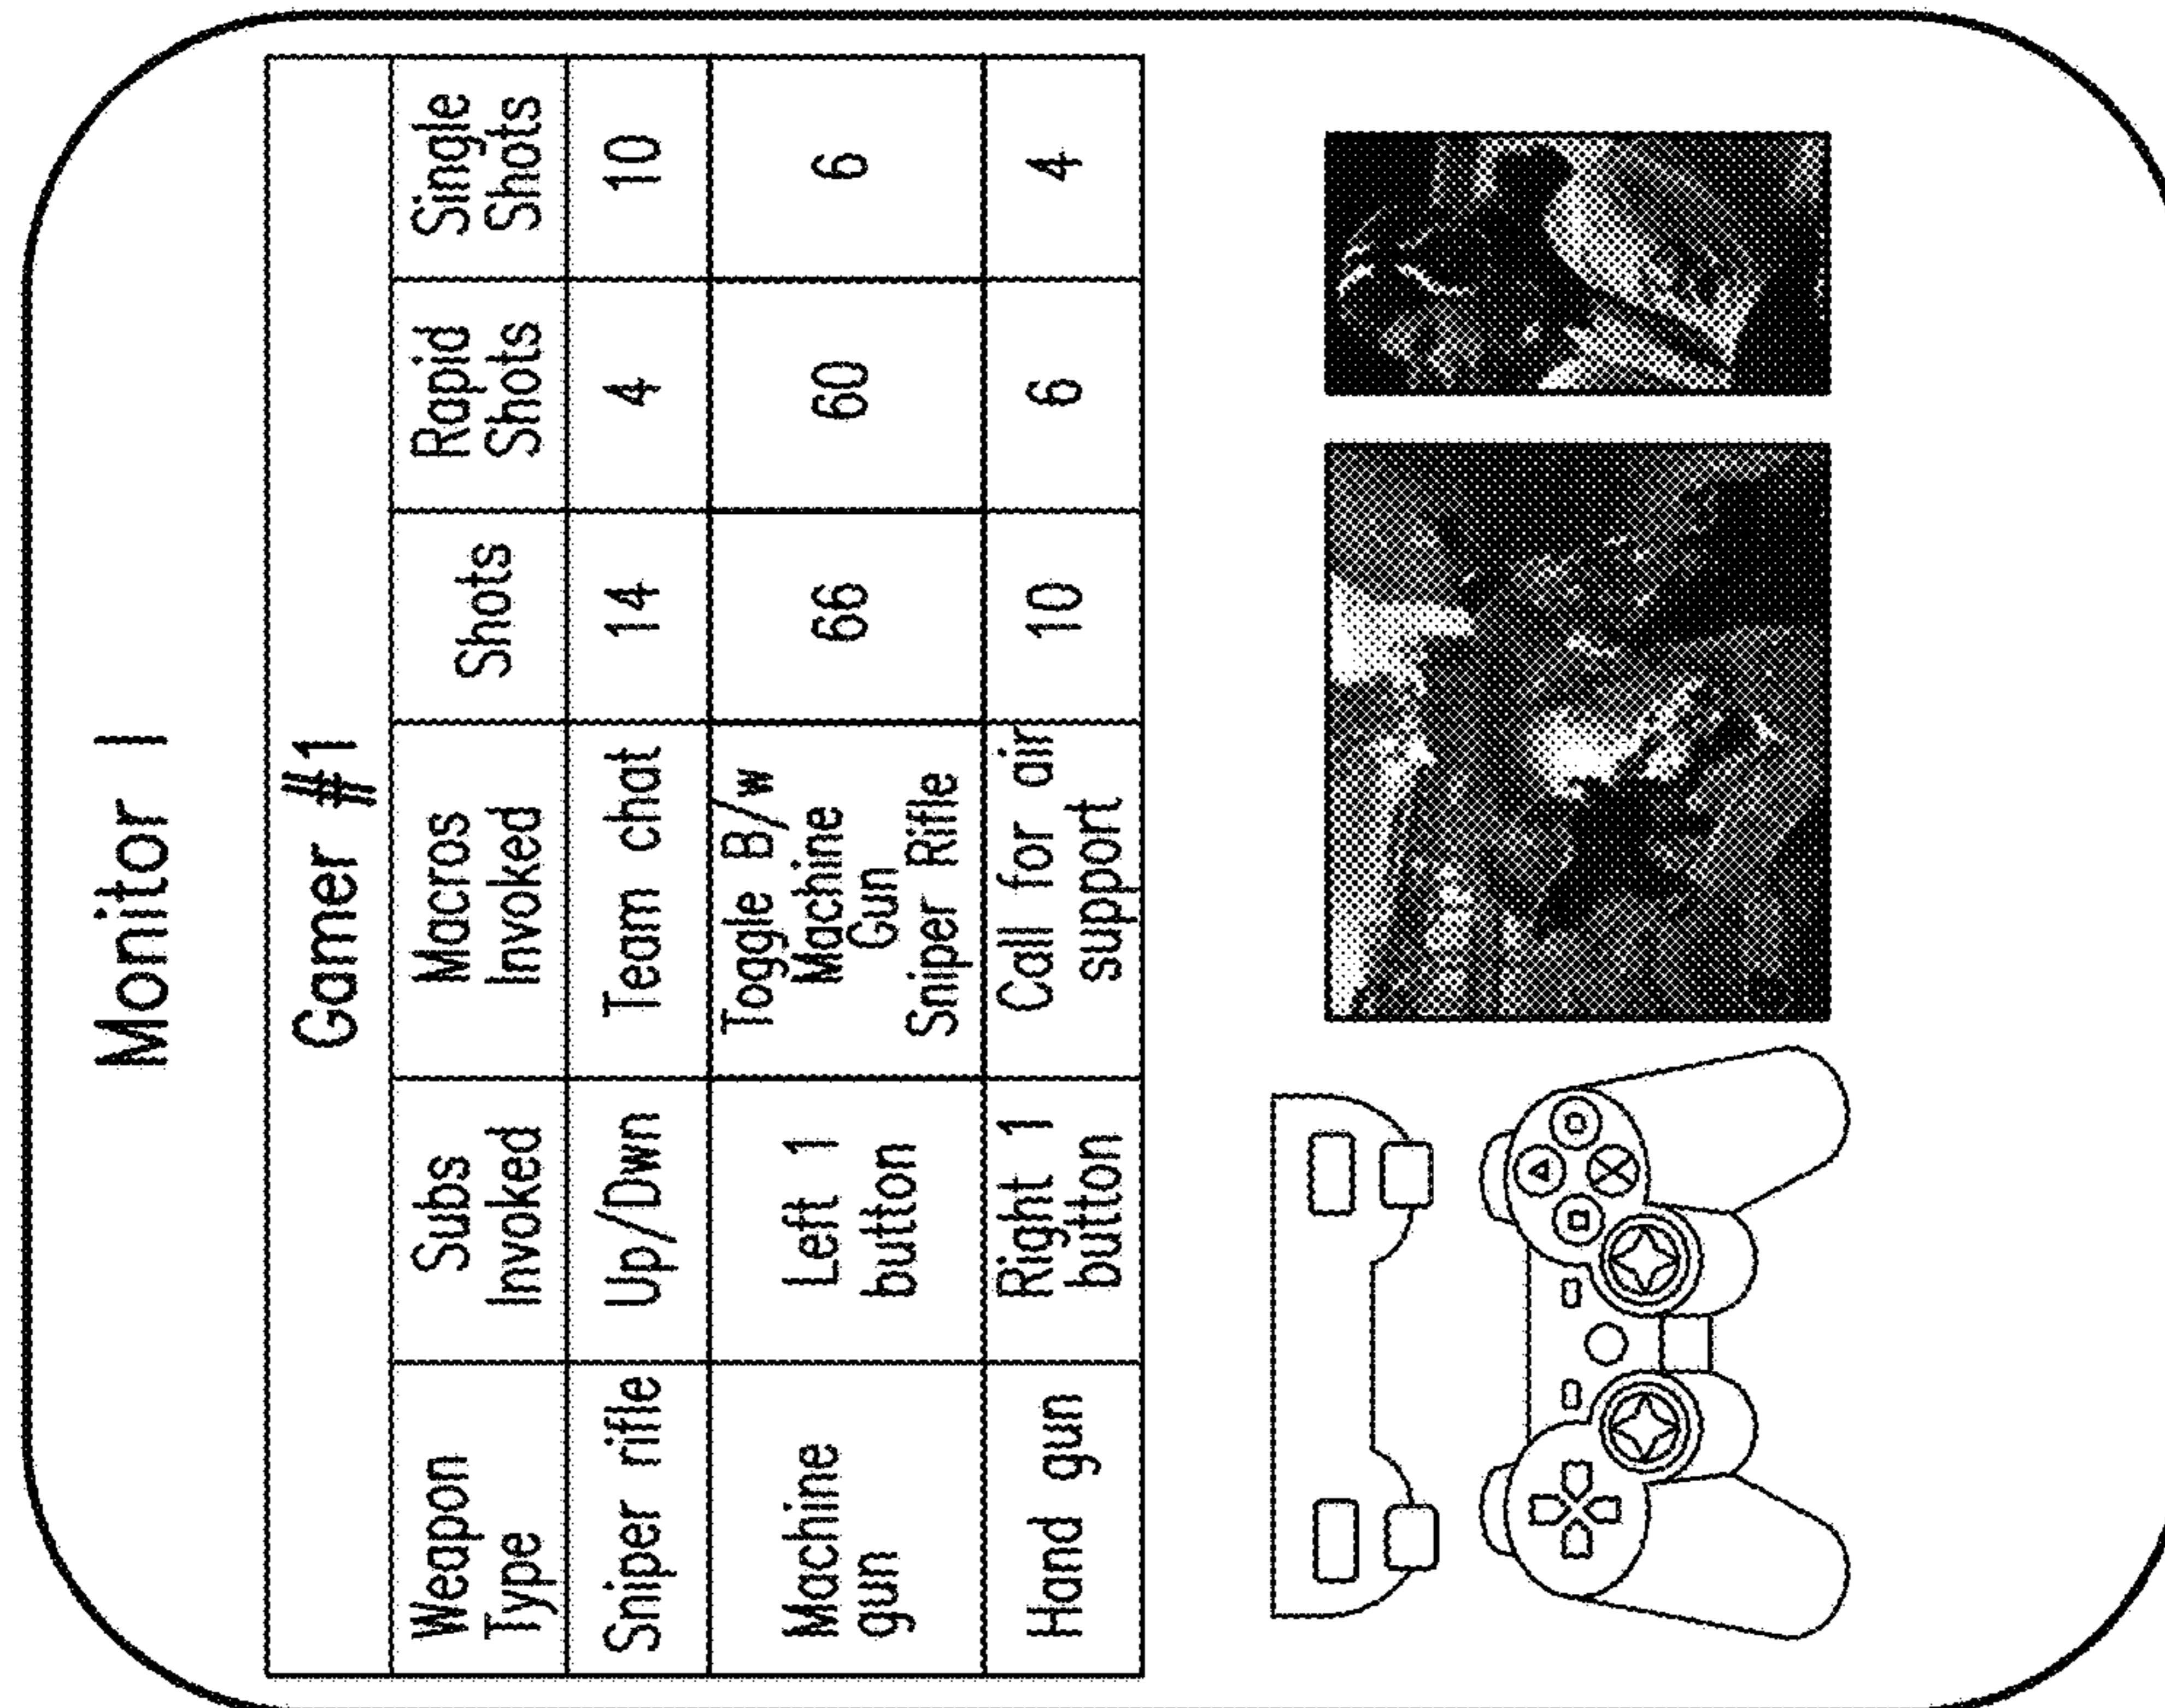 Monitor I
Gamer #1
Weapon Type | Subs Invoked | Macros Invoked | Shots | Rapid Shots | Single Shots
Sniper rifle | Up/Dwn | Team chat | 14 | 4 | 10
Machine gun | Left 1 button | Toggle B/w Machine Gun Sniper Rifle | 66 | 60 | 6
Hand gun | Right 1 button | Call for air support | 10 | 6 | 4